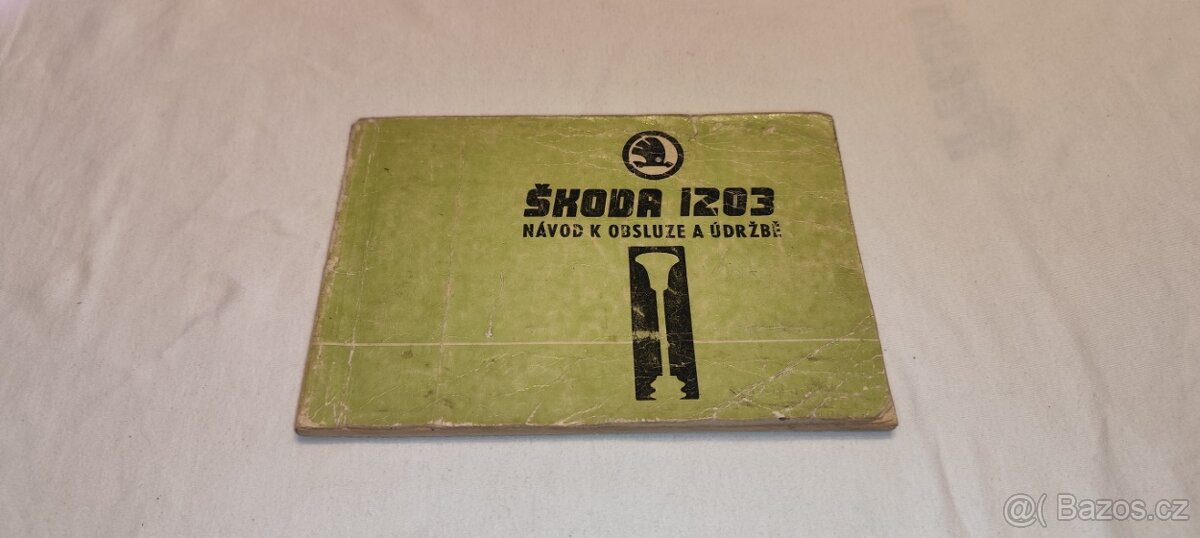 ŠKODA 1203
NÁVOD K OBSLUZE A ÚDRŽBĚ
@( Bazos.cz